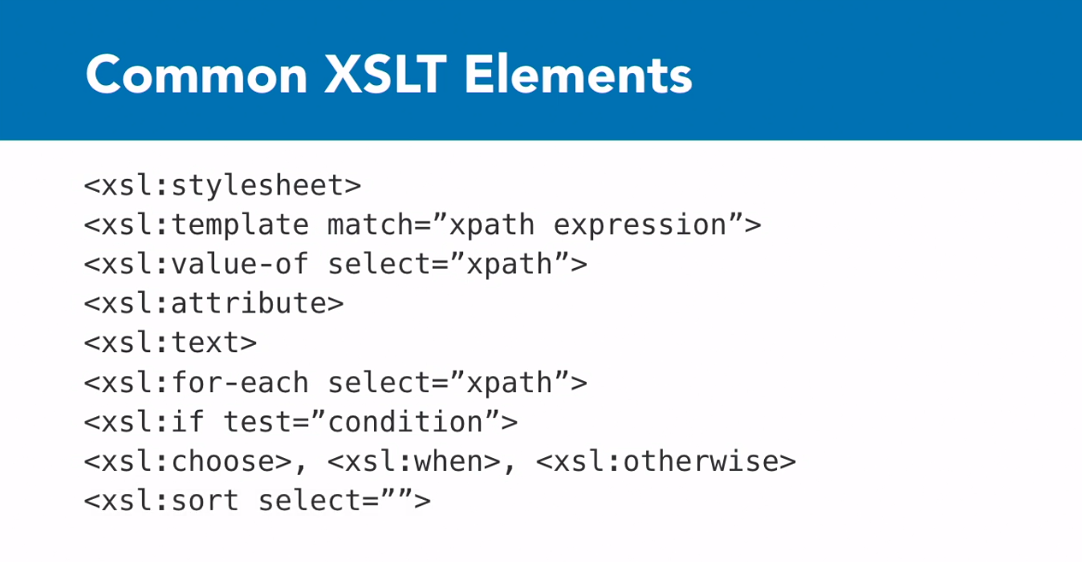 Common XSLT Elements
<xsl:stylesheet>
<xsl:template match=”xpath expression”>
<xsl:value-of select=”xpath”>
<xsl:attribute>
<xsl:text>
<xsl:for-each select=”xpath”>
<xsl:if test=”condition”>
<xsl:choose>, <xsl:when>, <xsl:otherwise>
<xsl:sort select=””>